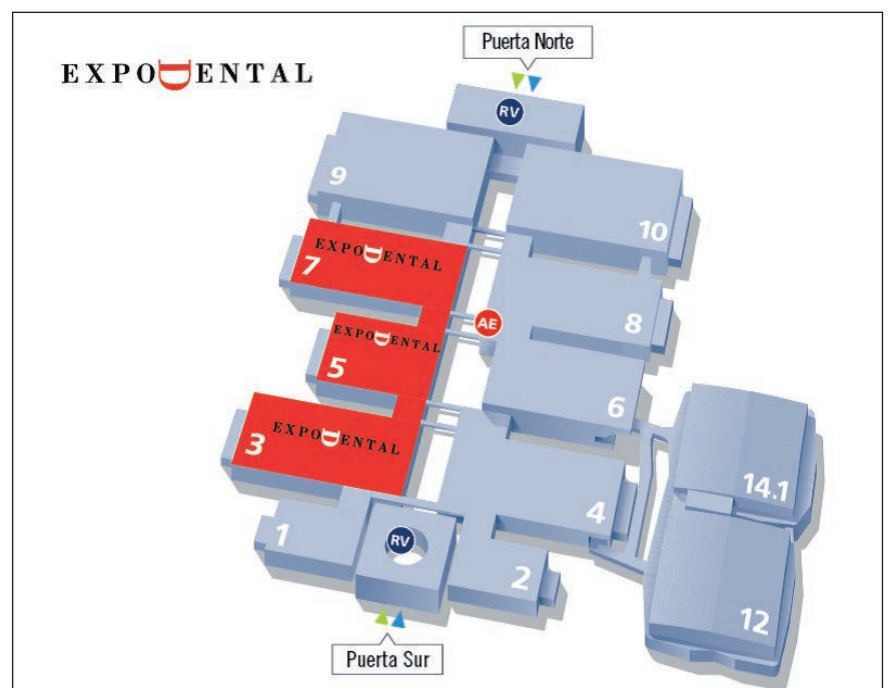 Puerta Norte
EXPODENTAL
RV
9
10
EXPODENTAL
7
AE
8
EXPODENTAL
5
6
EXPODENTAL
3
14.1
4
1
RV
2
12
Puerta Sur